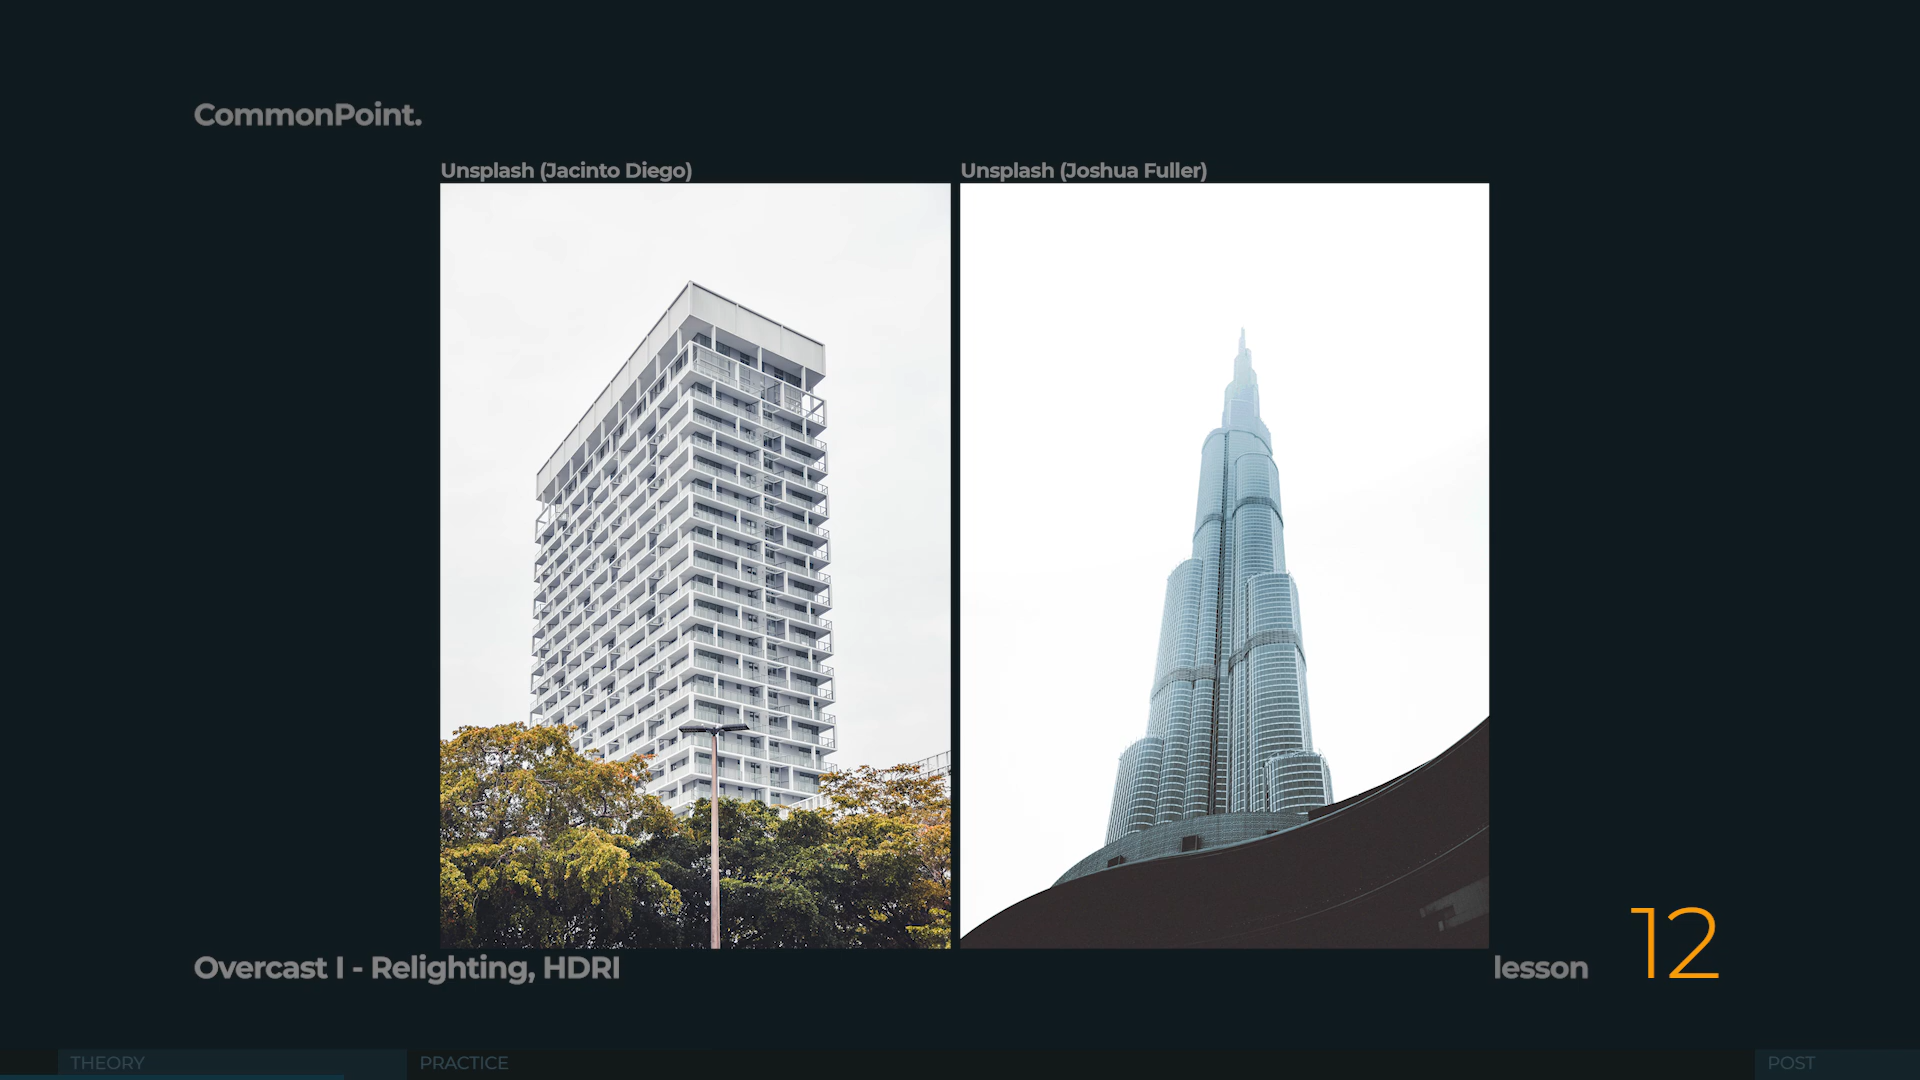 CommonPoint.
Unsplash (Jacinto Diego)
Unsplash (Joshua Fuller)
Overcast I - Relighting, HDRI
lesson 12
THEORY
PRACTICE
POST